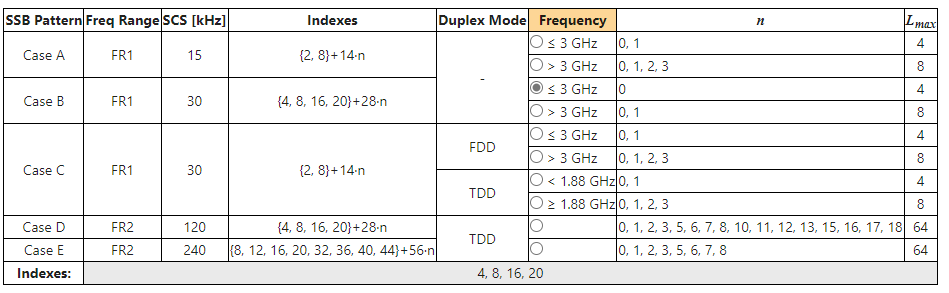 SSB Pattern Freq Range SCS [kHz] Indexes Duplex Mode Frequency n Lmax
Case A FR1 15 {2, 8}+14·n - ≤ 3 GHz 0, 1 4
> 3 GHz 0, 1, 2, 3 8
Case B FR1 30 {4, 8, 16, 20}+28·n ≤ 3 GHz 0 4
> 3 GHz 0, 1 8
Case C FR1 30 {2, 8}+14·n FDD ≤ 3 GHz 0, 1 4
> 3 GHz 0, 1, 2, 3 8
TDD < 1.88 GHz 0, 1 4
≥ 1.88 GHz 0, 1, 2, 3 8
Case D FR2 120 {4, 8, 16, 20}+28·n TDD 0, 1, 2, 3, 5, 6, 7, 8, 10, 11, 12, 13, 15, 16, 17, 18 64
Case E FR2 240 {8, 12, 16, 20, 32, 36, 40, 44}+56·n 0, 1, 2, 3, 5, 6, 7, 8 64
Indexes: 4, 8, 16, 20